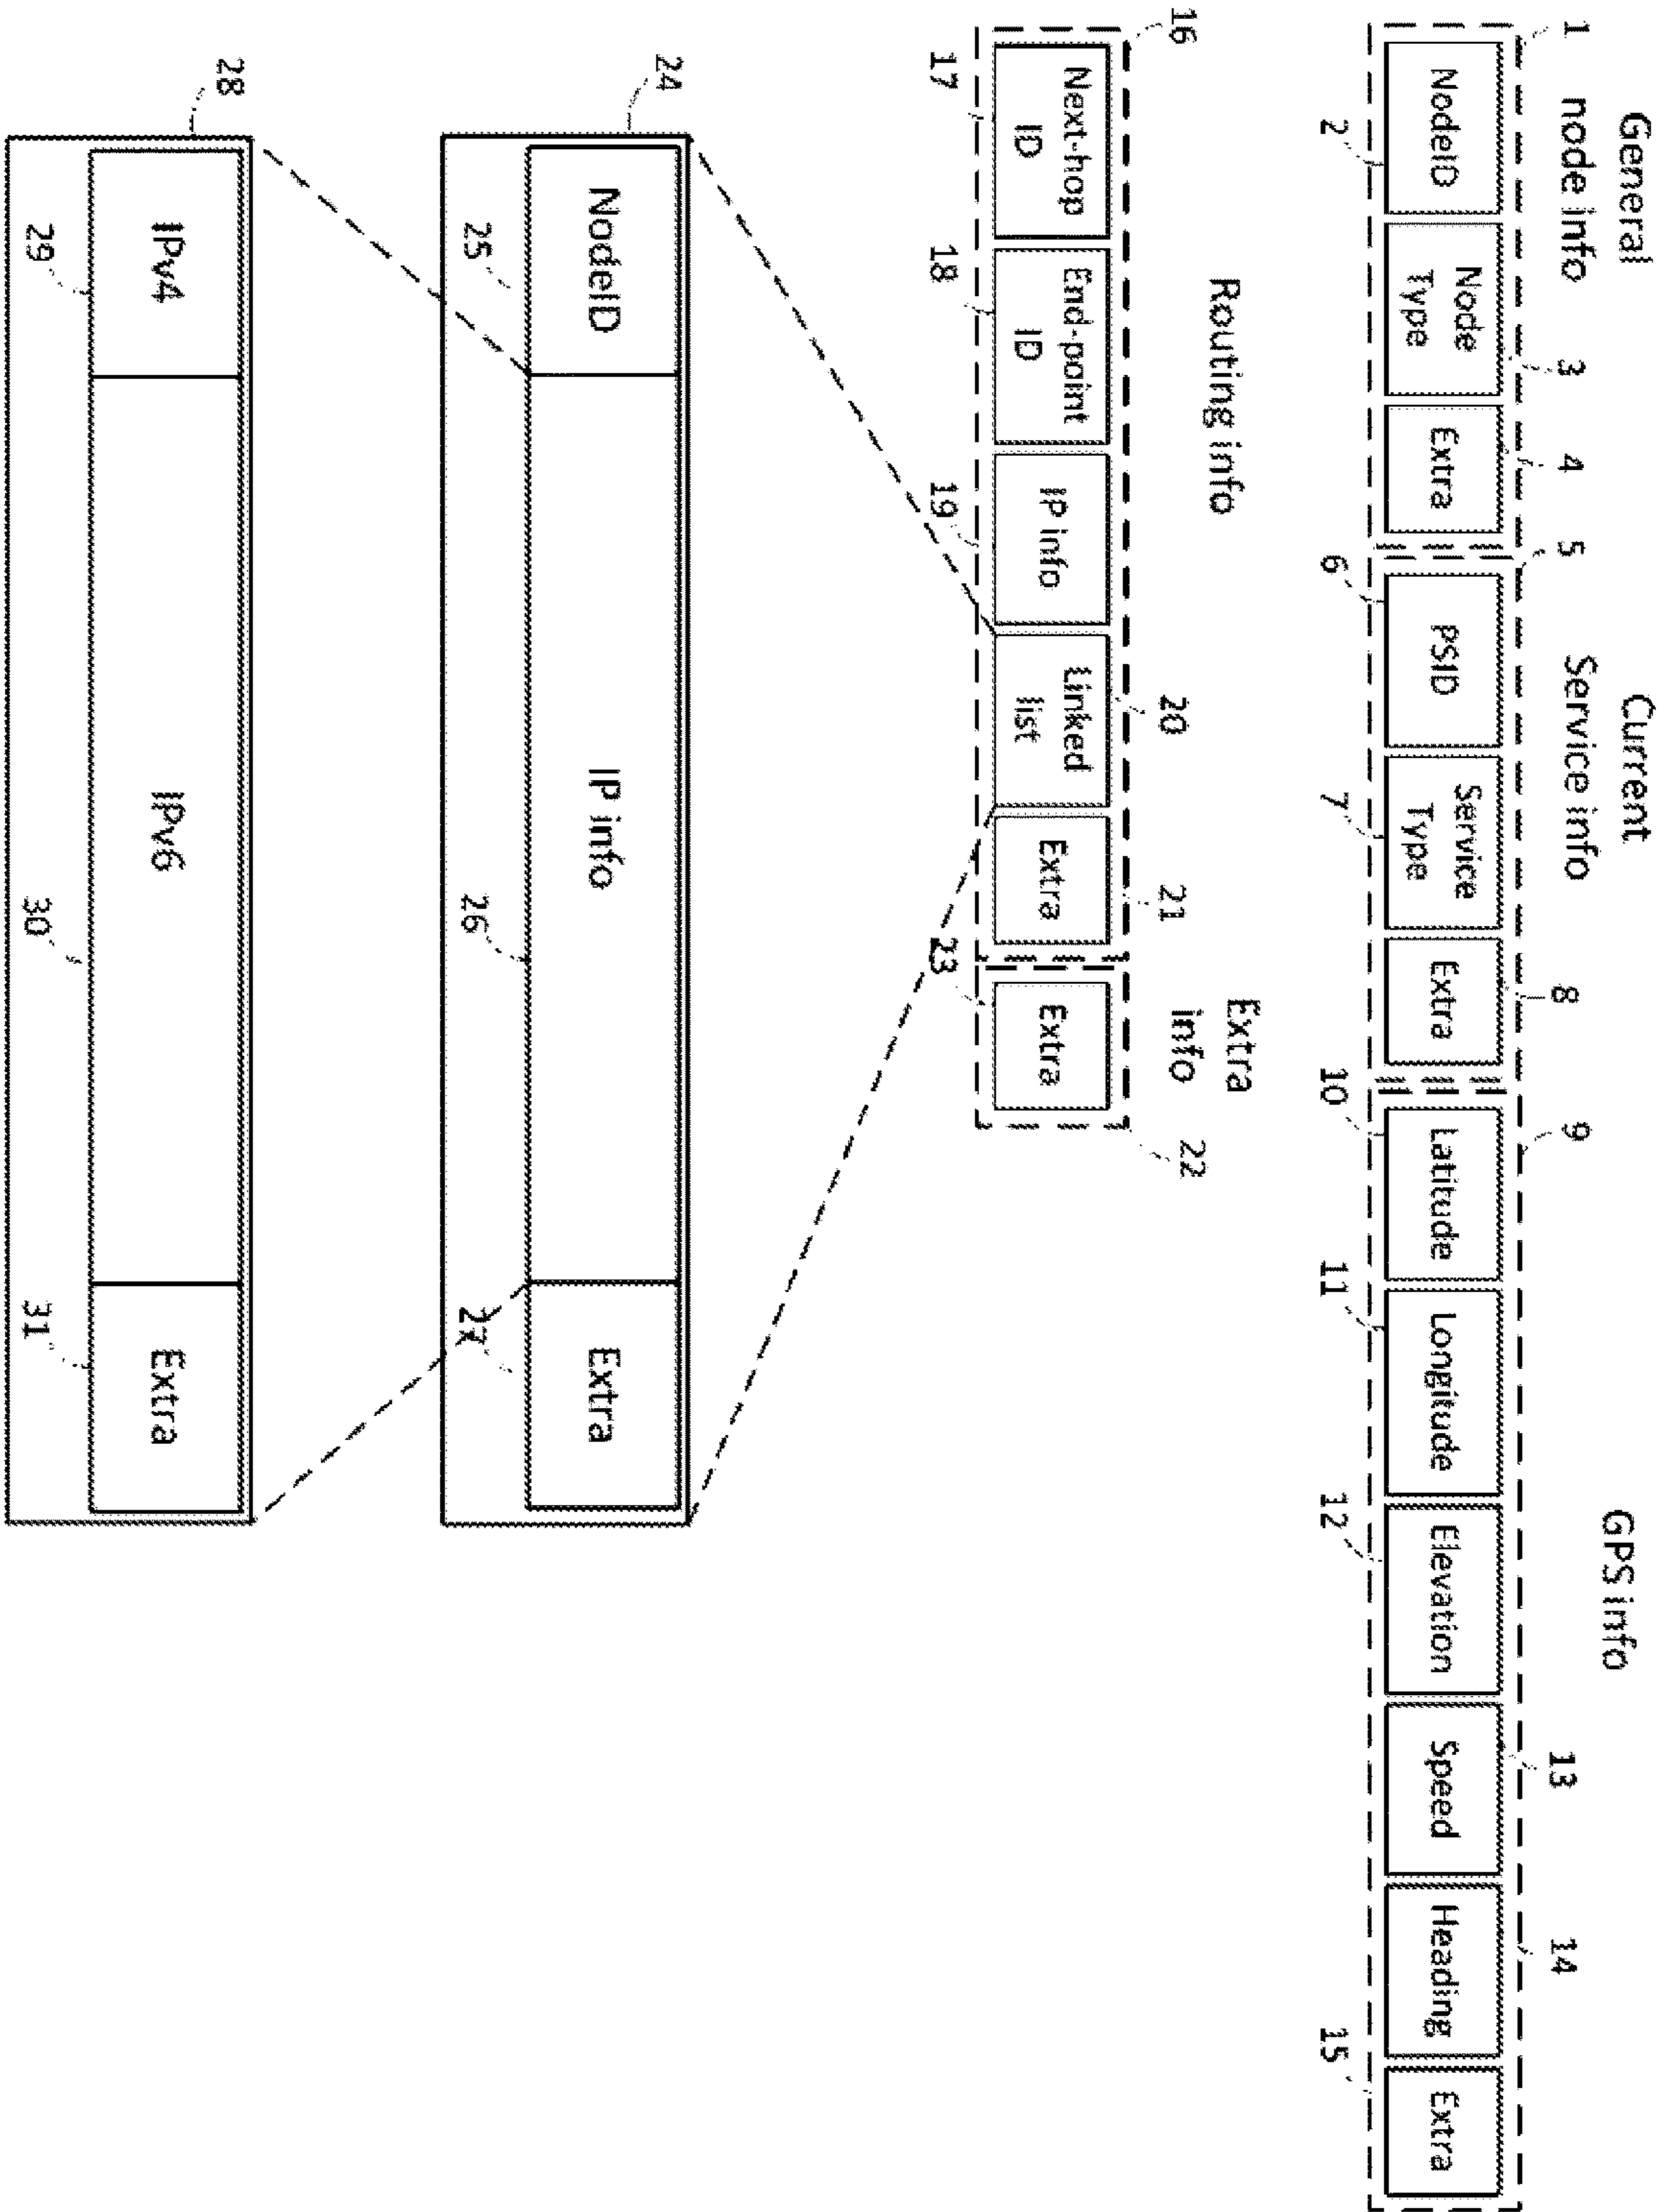 General
node info
Current
Service info
GPS info
1
3
4
5
8
9
13
14
NodeID
Node
Type
Extra
PSID
Service
Type
Extra
Latitude
Longitude
Elevation
Speed
Heading
Extra
2
6
7
10
11
12
15
Routing info
Extra
info
16
20
21
22
Next-hop
ID
End-point
ID
IP info
Linked
list
Extra
Extra
17
18
19
23
24
NodeID
IP info
Extra
25
26
27
28
IPv4
IPv6
Extra
29
30
31